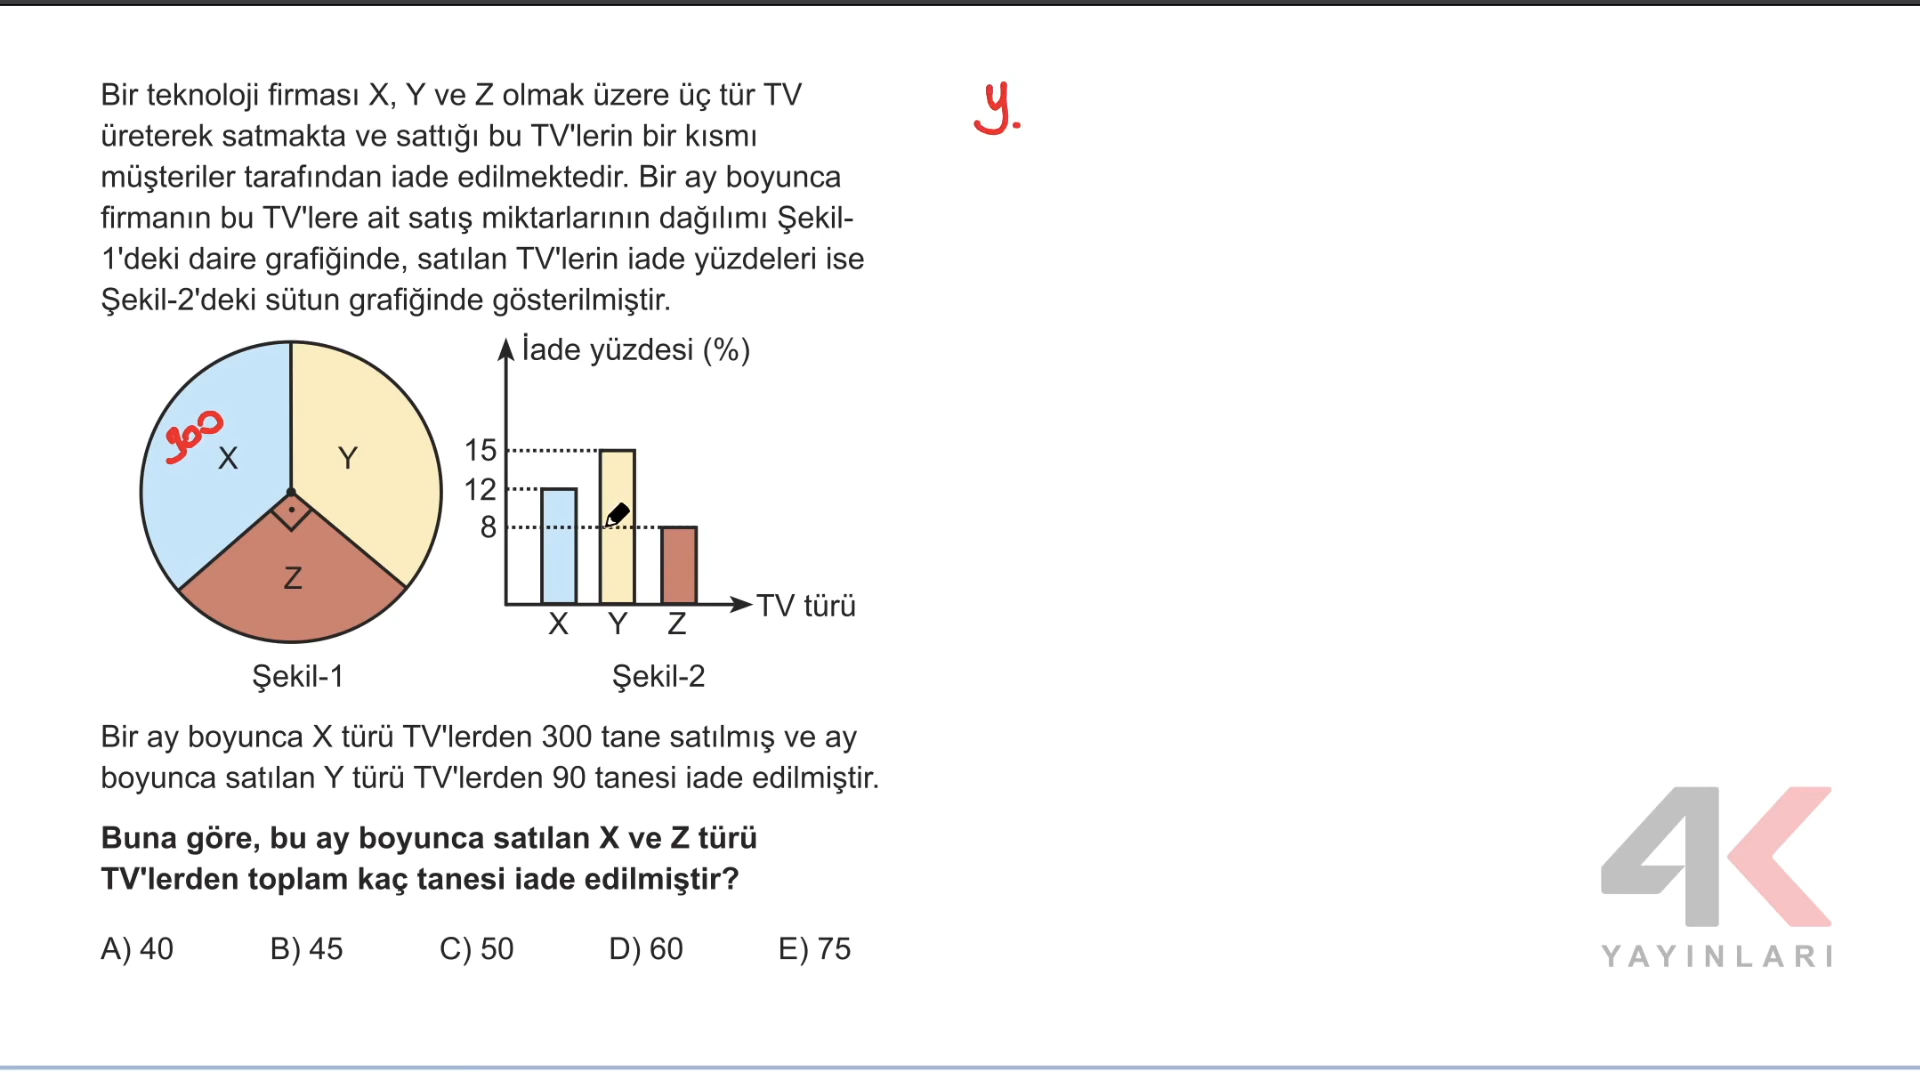 Bir teknoloji firması X, Y ve Z olmak üzere üç tür TV
üreterek satmakta ve sattığı bu TV'lerin bir kısmı
müşteriler tarafından iade edilmektedir. Bir ay boyunca
firmanın bu TV'lere ait satış miktarlarının dağılımı Şekil-
1'deki daire grafiğinde, satılan TV'lerin iade yüzdeleri ise
Şekil-2'deki sütun grafiğinde gösterilmiştir.
y.
300
X
Y
Z
Şekil-1
İade yüzdesi (%)
15
12
8
X Y Z
TV türü
Şekil-2
Bir ay boyunca X türü TV'lerden 300 tane satılmış ve ay
boyunca satılan Y türü TV'lerden 90 tanesi iade edilmiştir.
Buna göre, bu ay boyunca satılan X ve Z türü
TV'lerden toplam kaç tanesi iade edilmiştir?
A) 40 B) 45 C) 50 D) 60 E) 75
4K
YAYINLARI